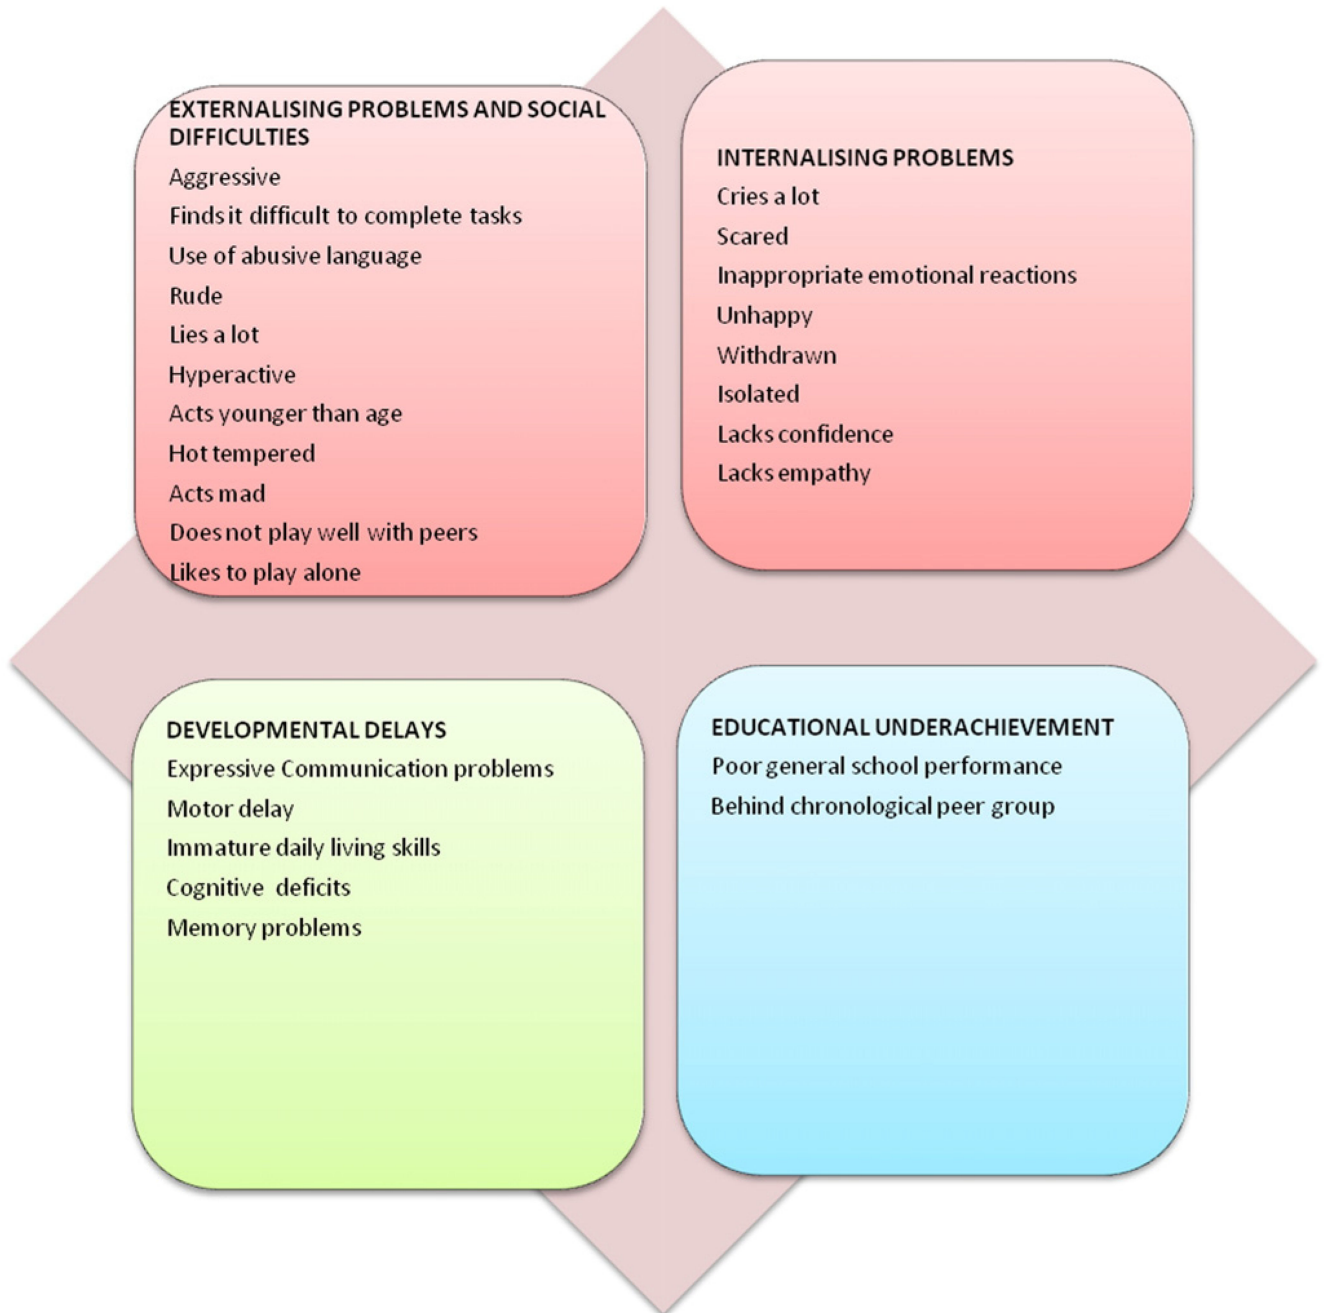 EXTERNALISING PROBLEMS AND SOCIAL
DIFFICULTIES
Aggressive
Finds it difficult to complete tasks
Use of abusive language
Rude
Lies a lot
Hyperactive
Acts younger than age
Hot tempered
Acts mad
Does not play well with peers
Likes to play alone
INTERNALISING PROBLEMS
Cries a lot
Scared
Inappropriate emotional reactions
Unhappy
Withdrawn
Isolated
Lacks confidence
Lacks empathy
DEVELOPMENTAL DELAYS
Expressive Communication problems
Motor delay
Immature daily living skills
Cognitive deficits
Memory problems
EDUCATIONAL UNDERACHIEVEMENT
Poor general school performance
Behind chronological peer group